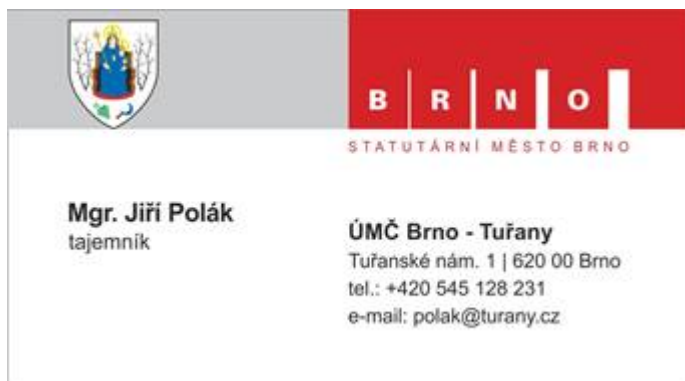 BRNO
STATUTÁRNÍ MĚSTO BRNO
Mgr. Jiří Polák
tajemník
ÚMČ Brno - Tuřany
Tuřanské nám. 1 | 620 00 Brno
tel.: +420 545 128 231
e-mail: polak@turany.cz